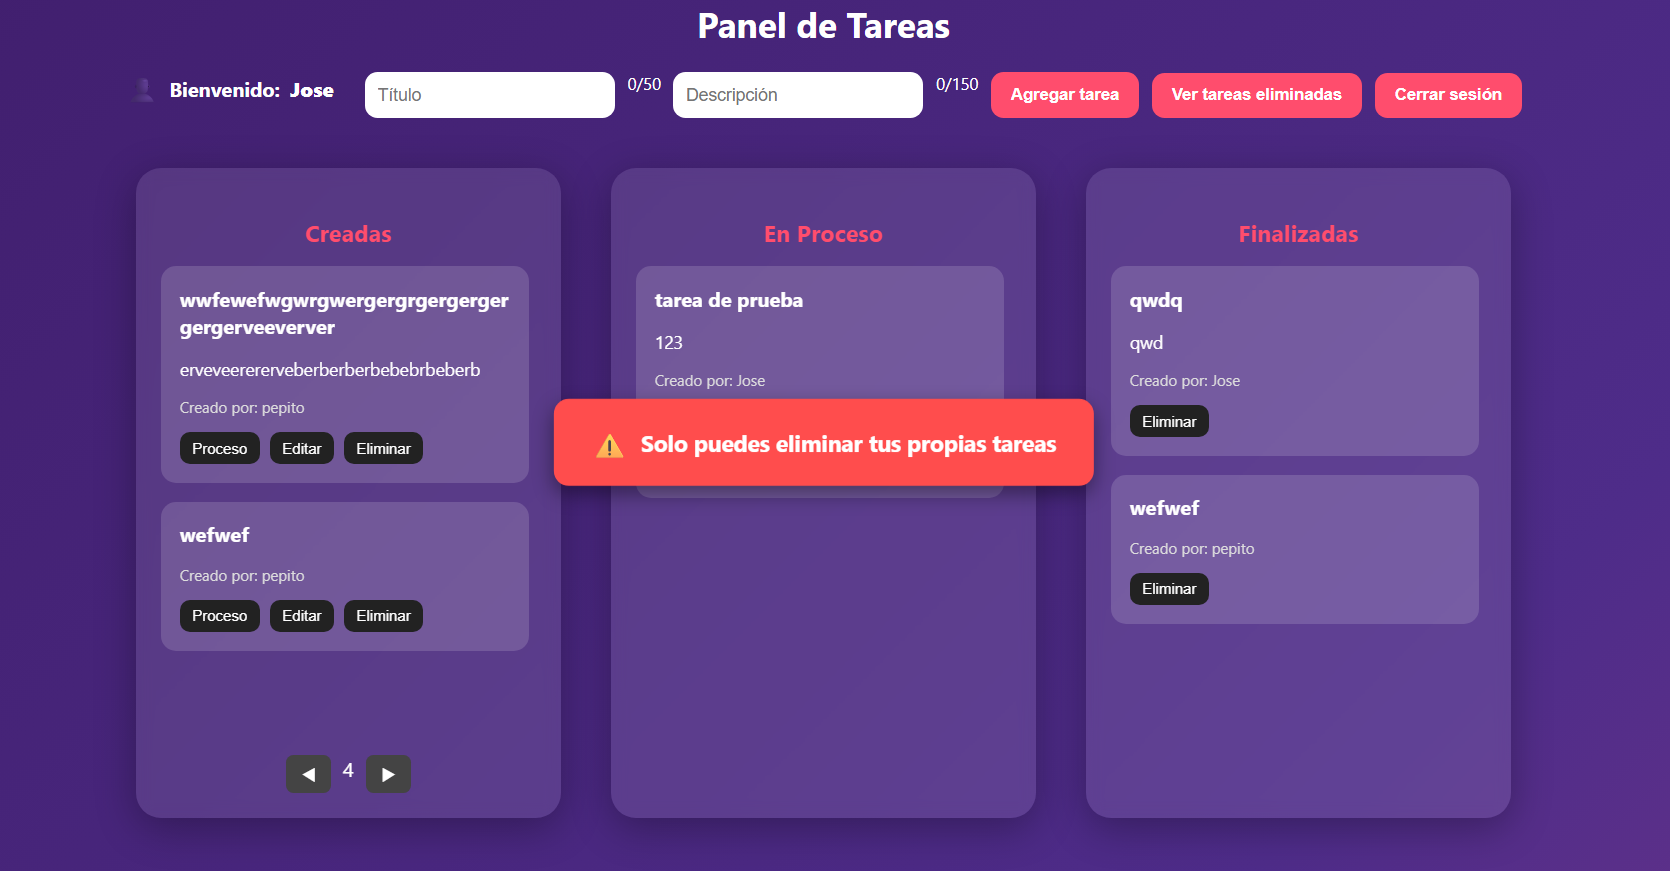 Panel de Tareas
Bienvenido: Jose
Título
0/50
Descripción
0/150
Agregar tarea
Ver tareas eliminadas
Cerrar sesión
Creadas
wwfewefwgwrgwergergrgergerger
gergerveeverver
erveveerererveberberberbebebrbeberb
Creado por: pepito
Proceso
Editar
Eliminar
wefwef
Creado por: pepito
Proceso
Editar
Eliminar
4
En Proceso
tarea de prueba
123
Creado por: Jose
Solo puedes eliminar tus propias tareas
Finalizadas
qwdq
qwd
Creado por: Jose
Eliminar
wefwef
Creado por: pepito
Eliminar